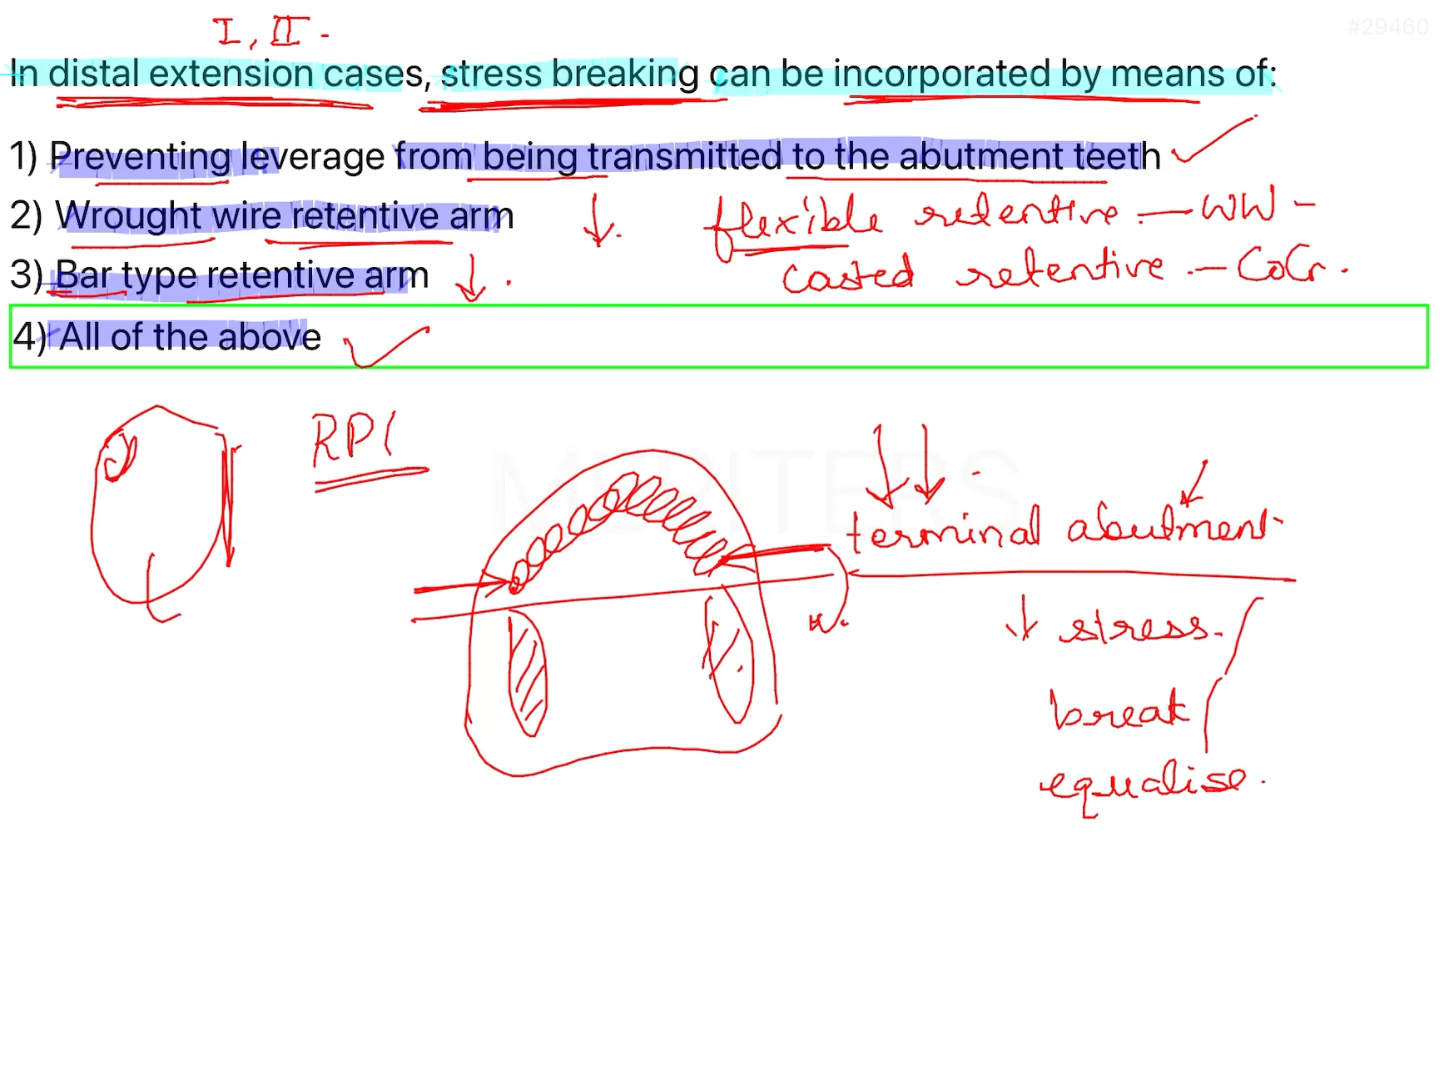 #29460
I, II -
In distal extension cases, stress breaking can be incorporated by means of:
1) Preventing leverage from being transmitted to the abutment teeth
2) Wrought wire retentive arm
flexible retentive - WW -
3) Bar type retentive arm
casted retentive - CoCr.
4) All of the above
RPI
MERITERS
terminal abutment
stress.
break
equalise.